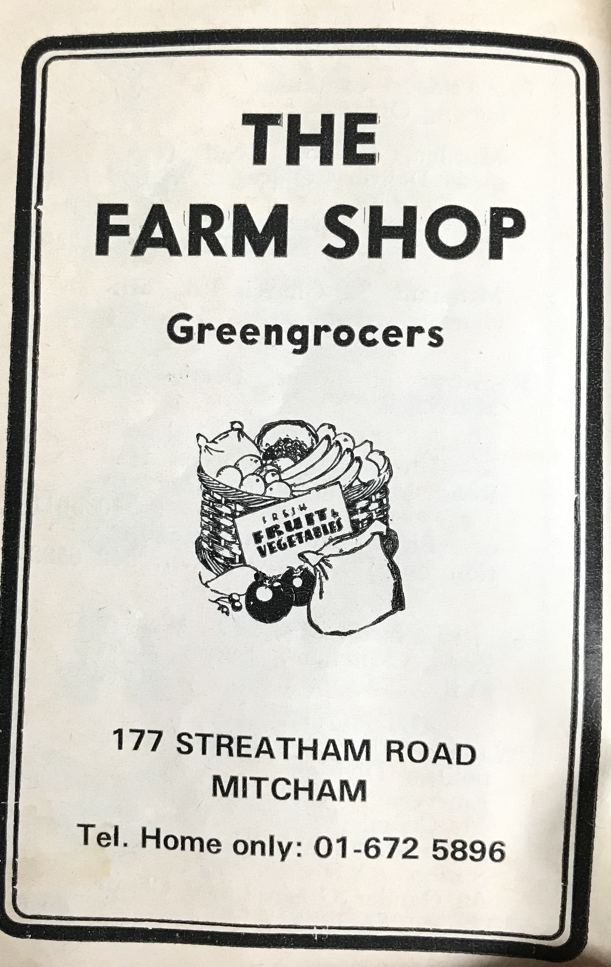 THE
FARM SHOP
Greengrocers
FRESH
FRUIT &
VEGETABLES
177 STREATHAM ROAD
MITCHAM
Tel. Home only: 01-672 5896